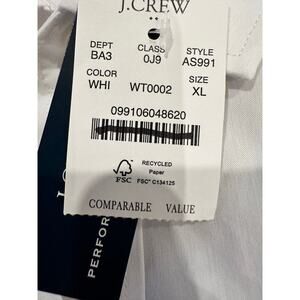 J.CREW
DEPT CLASS STYLE
BA3 0J9 AS991
COLOR SIZE
WHI WT0002 XL
099106048620
RECYCLED
Paper
FSC FSC® C134125
COMPARABLE VALUE
PERFOR